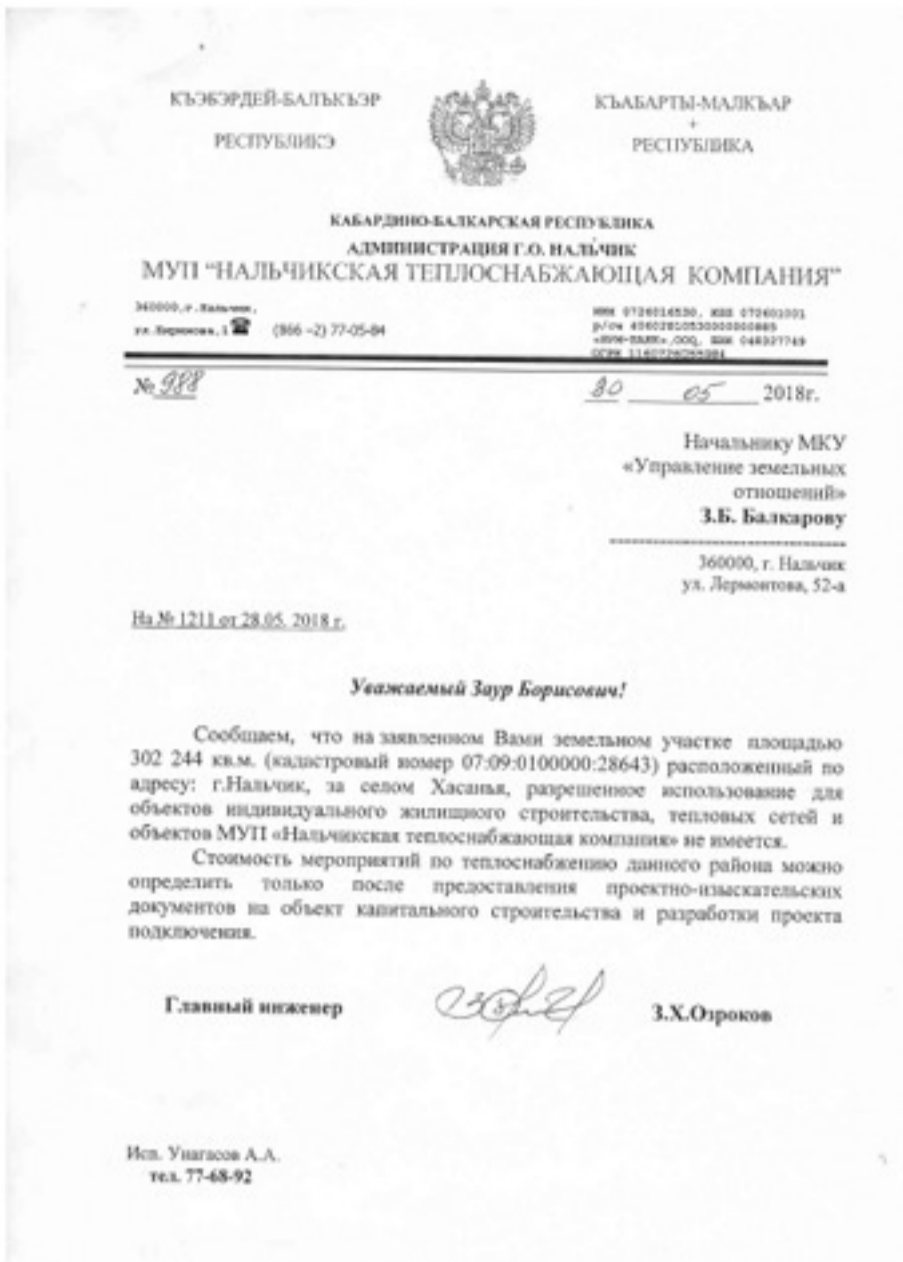 КЪЭБЭРДЕЙ-БАЛЪКЪЭР
РЕСПУБЛИКЭ
КЪАБАРТЫ-МАЛКЪАР
РЕСПУБЛИКА
КАБАРДИНО-БАЛКАРСКАЯ РЕСПУБЛИКА
АДМИНИСТРАЦИЯ Г.О. НАЛЬЧИК
МУП “НАЛЬЧИКСКАЯ ТЕПЛОСНАБЖАЮЩАЯ КОМПАНИЯ”
360000, г. Нальчик,
(866 -2) 77-05-84
ИНН 0726016530, КПП 072601001
№ 988
30 05 2018г.
Начальнику МКУ
«Управление земельных
отношений»
З.Б. Балкарову
360000, г. Нальчик
ул. Лермонтова, 52-а
На № 1211 от 28.05. 2018 г.
Уважаемый Заур Борисович!
Сообщаем, что на заявленном Вами земельном участке площадью
302 244 кв.м. (кадастровый номер 07:09:0100000:28643) расположенный по
адресу: г.Нальчик, за селом Хасанья, разрешенное использование для
объектов индивидуального жилищного строительства, тепловых сетей и
объектов МУП «Нальчикская теплоснабжающая компания» не имеется.
Стоимость мероприятий по теплоснабжению данного района можно
определить только после предоставления проектно-изыскательских
документов на объект капитального строительства и разработки проекта
подключения.
Главный инженер
З.Х.Озроков
Исп. Унагасов А.А.
тел. 77-68-92